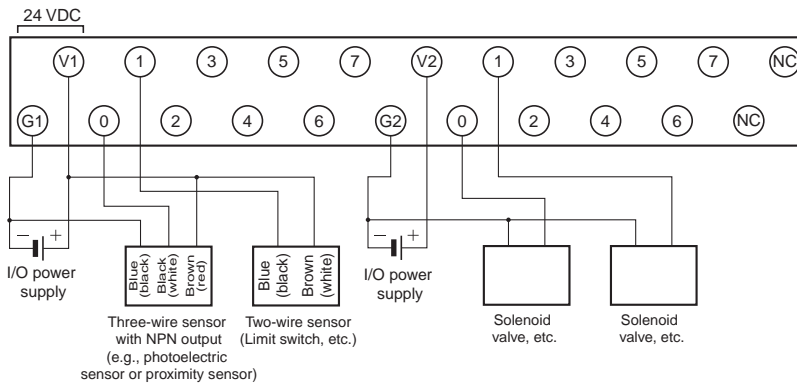 24 VDC
V1 1 3 5 7 V2 1 3 5 7 NC
G1 0 2 4 6 G2 0 2 4 6 NC
− +
I/O power
supply
Blue
(black)
Black
(white)
Brown
(red)
Three-wire sensor
with NPN output
(e.g., photoelectric
sensor or proximity sensor)
Blue
(black)
Brown
(white)
Two-wire sensor
(Limit switch, etc.)
− +
I/O power
supply
Solenoid
valve, etc.
Solenoid
valve, etc.